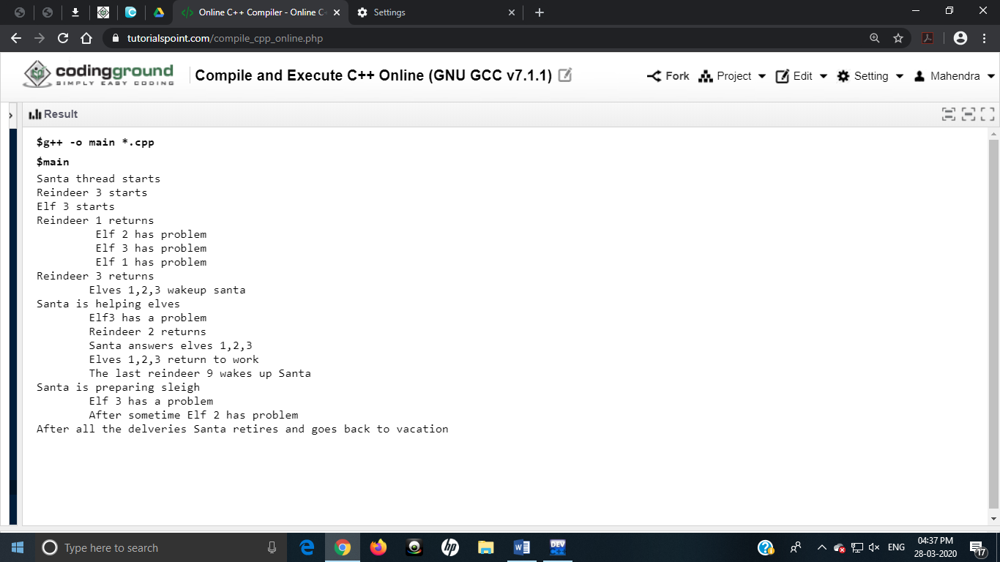 Online C++ Compiler - Online C
Settings
tutorialspoint.com/compile_cpp_online.php
codingground
SIMPLY EASY CODING
Compile and Execute C++ Online (GNU GCC v7.1.1)
Fork
Project
Edit
Setting
Mahendra
Result
$g++ -o main *.cpp
$main
Santa thread starts
Reindeer 3 starts
Elf 3 starts
Reindeer 1 returns
Elf 2 has problem
Elf 3 has problem
Elf 1 has problem
Reindeer 3 returns
Elves 1,2,3 wakeup santa
Santa is helping elves
Elf3 has a problem
Reindeer 2 returns
Santa answers elves 1,2,3
Elves 1,2,3 return to work
The last reindeer 9 wakes up Santa
Santa is preparing sleigh
Elf 3 has a problem
After sometime Elf 2 has problem
After all the delveries Santa retires and goes back to vacation
Type here to search
hp
DEV
ENG
04:37 PM
28-03-2020
17